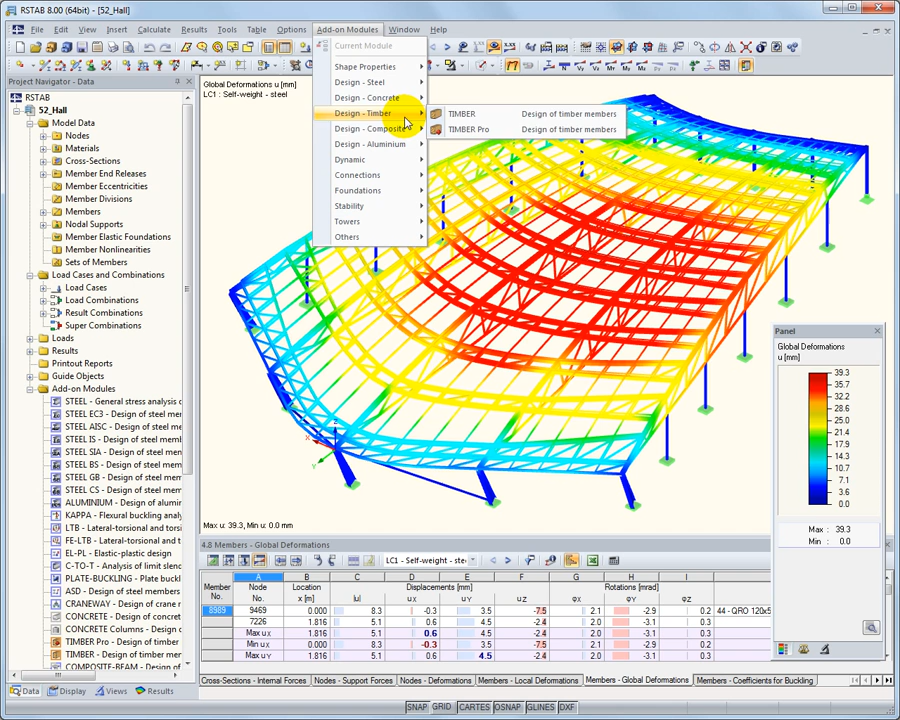 RSTAB 8.00 (64bit) - [52_Hall]
File Edit View Insert Calculate Results Tools Table Options Add-on Modules Window Help
Project Navigator - Data
RSTAB
52_Hall
Model Data
Nodes
Materials
Cross-Sections
Member End Releases
Member Eccentricities
Member Divisions
Members
Nodal Supports
Member Elastic Foundations
Member Nonlinearities
Sets of Members
Load Cases and Combinations
Load Cases
Load Combinations
Result Combinations
Super Combinations
Loads
Results
Printout Reports
Guide Objects
Add-on Modules
STEEL - General stress analysis c
STEEL EC3 - Design of steel mer
STEEL AISC - Design of steel me
STEEL IS - Design of steel memb
STEEL SIA - Design of steel mem
STEEL BS - Design of steel mem
STEEL GB - Design of steel mem
STEEL CS - Design of steel mem
ALUMINIUM - Design of alumir
KAPPA - Flexural buckling analy
LTB - Lateral-torsional and torsi
FE-LTB - Lateral-torsional and t
EL-PL - Elastic-plastic design
C-TO-T - Analysis of limit slend
PLATE-BUCKLING - Plate buckl
ASD - Design of steel members
CRANEWAY - Design of crane r
CONCRETE - Design of concrete
CONCRETE Columns - Design o
TIMBER Pro - Design of timber
TIMBER - Design of timber mem
COMPOSITE-BEAM - Design of
Data Display Views Results
Current Module
Shape Properties
Design - Steel
Design - Concrete
Design - Timber
Design - Composite
Design - Aluminium
Dynamic
Connections
Foundations
Stability
Towers
Others
TIMBER Design of timber members
TIMBER Pro Design of timber members
Global Deformations u [mm]
LC1 : Self-weight - steel
X
Y
Z
Max u: 39.3, Min u: 0.0 mm
Panel
Global Deformations
u [mm]
39.3
35.7
32.2
28.6
25.0
21.4
17.9
14.3
10.7
7.1
3.6
0.0
Max : 39.3
Min : 0.0
4.8 Members - Global Deformations
LC1 - Self-weight - stee
A B C D E F G H I
Member No. Node No. Location x [m] Displacements [mm] |u| uX uY uZ Rotations [mrad] φX φY φZ
8989 9469 0.000 8.3 -0.3 3.5 -7.5 2.1 -2.9 0.2 44 - QRO 120x5
7226 1.816 5.1 0.6 4.5 -2.4 2.1 -3.1 0.4
Max uX 1.816 5.1 0.6 4.5 -2.4 2.1 -3.1 0.4
Min uX 0.000 8.3 -0.3 3.5 -7.5 2.1 -2.9 0.2
Max uY 1.816 5.1 0.6 4.5 -2.4 2.1 -3.1 0.4
Cross-Sections - Internal Forces Nodes - Support Forces Nodes - Deformations Members - Local Deformations Members - Global Deformations Members - Coefficients for Buckling
SNAP GRID CARTES OSNAP GLINES DXF